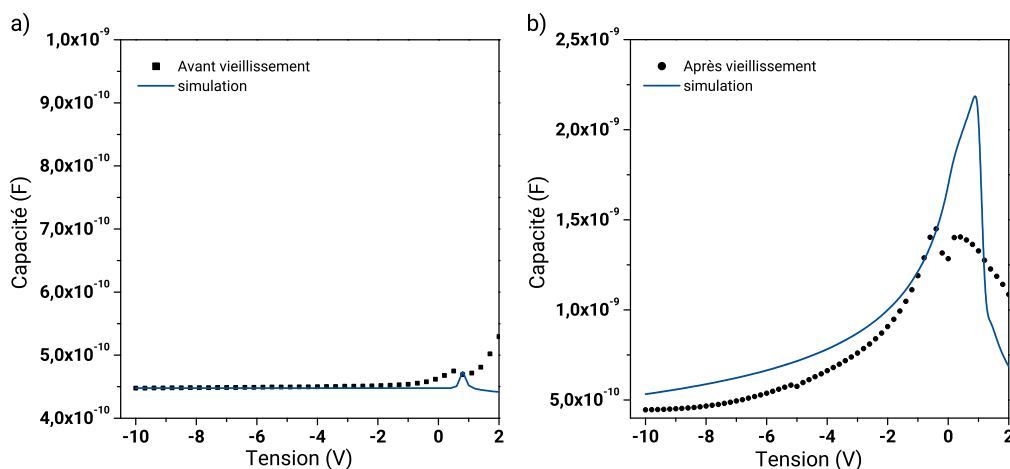 a)
1,0x10⁻⁹
9,0x10⁻¹⁰
8,0x10⁻¹⁰
7,0x10⁻¹⁰
6,0x10⁻¹⁰
5,0x10⁻¹⁰
4,0x10⁻¹⁰
Capacité (F)
Avant vieillissement
simulation
-10 -8 -6 -4 -2 0 2
Tension (V)
b)
2,5x10⁻⁹
2,0x10⁻⁹
1,5x10⁻⁹
1,0x10⁻⁹
5,0x10⁻¹⁰
Capacité (F)
Après vieillissement
simulation
-10 -8 -6 -4 -2 0 2
Tension (V)